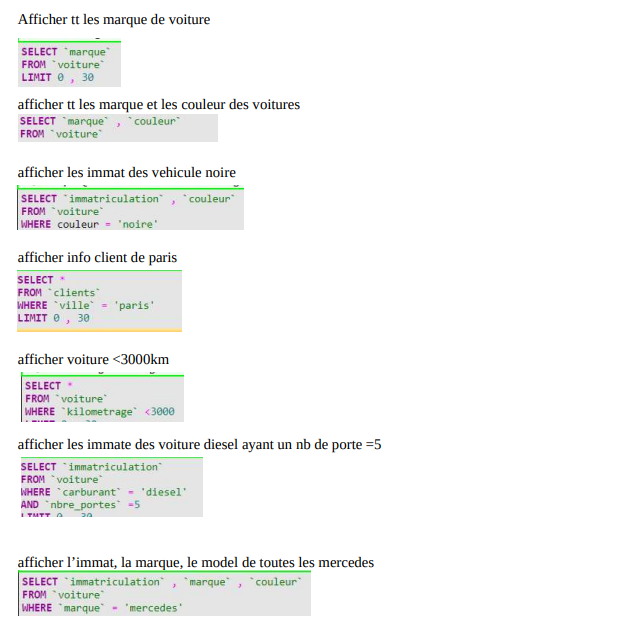 Afficher tt les marque de voiture
SELECT `marque`
FROM `voiture`
LIMIT 0 , 30
afficher tt les marque et les couleur des voitures
SELECT `marque` , `couleur`
FROM `voiture`
afficher les immat des vehicule noire
SELECT `immatriculation` , `couleur`
FROM `voiture`
WHERE couleur = 'noire'
afficher info client de paris
SELECT *
FROM `clients`
WHERE `ville` = 'paris'
LIMIT 0 , 30
afficher voiture <3000km
SELECT *
FROM `voiture`
WHERE `kilometrage` <3000
afficher les immate des voiture diesel ayant un nb de porte =5
SELECT `immatriculation`
FROM `voiture`
WHERE `carburant` = 'diesel'
AND `nbre_portes` =5
LIMIT 0 , 30
afficher l’immat, la marque, le model de toutes les mercedes
SELECT `immatriculation` , `marque` , `couleur`
FROM `voiture`
WHERE `marque` = 'mercedes'